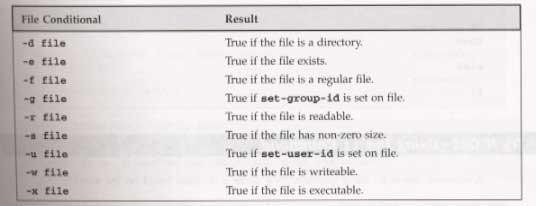 File Conditional Result
-d file True if the file is a directory.
-e file True if the file exists.
-f file True if the file is a regular file.
-g file True if set-group-id is set on file.
-r file True if the file is readable.
-s file True if the file has non-zero size.
-u file True if set-user-id is set on file.
-w file True if the file is writeable.
-x file True if the file is executable.